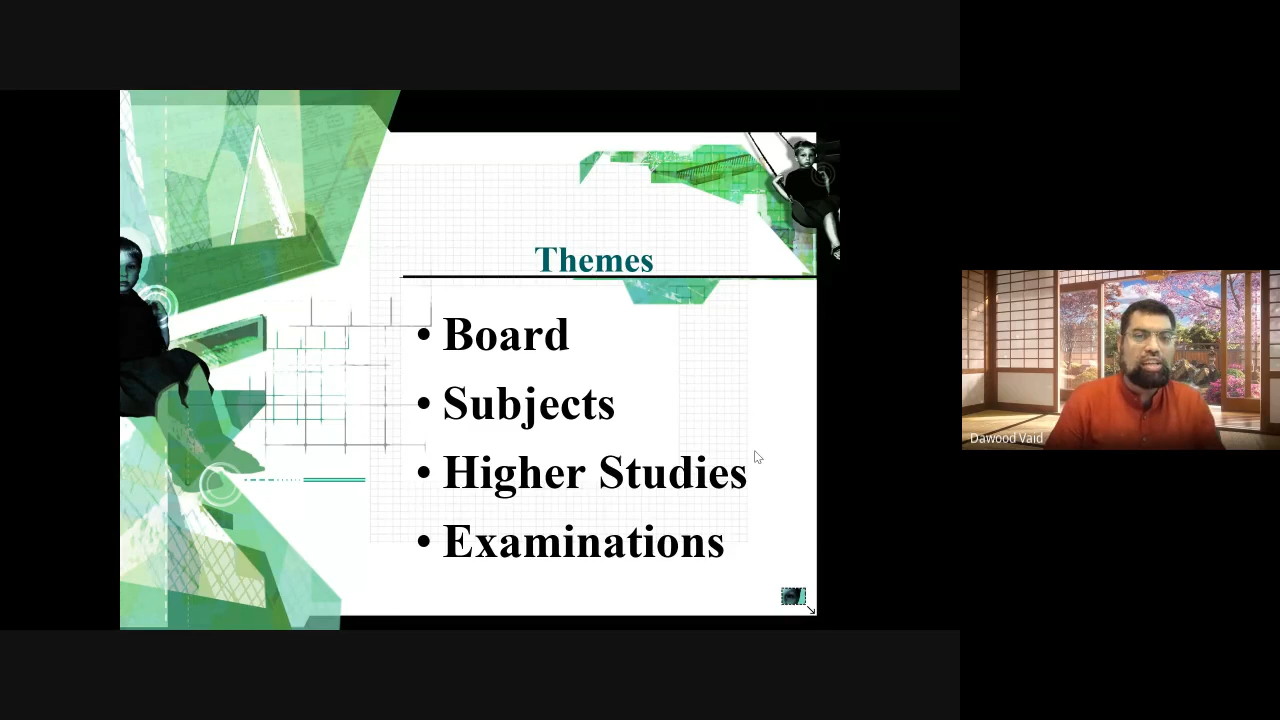 Themes
• Board
• Subjects
• Higher Studies
• Examinations
Dawood Vaid